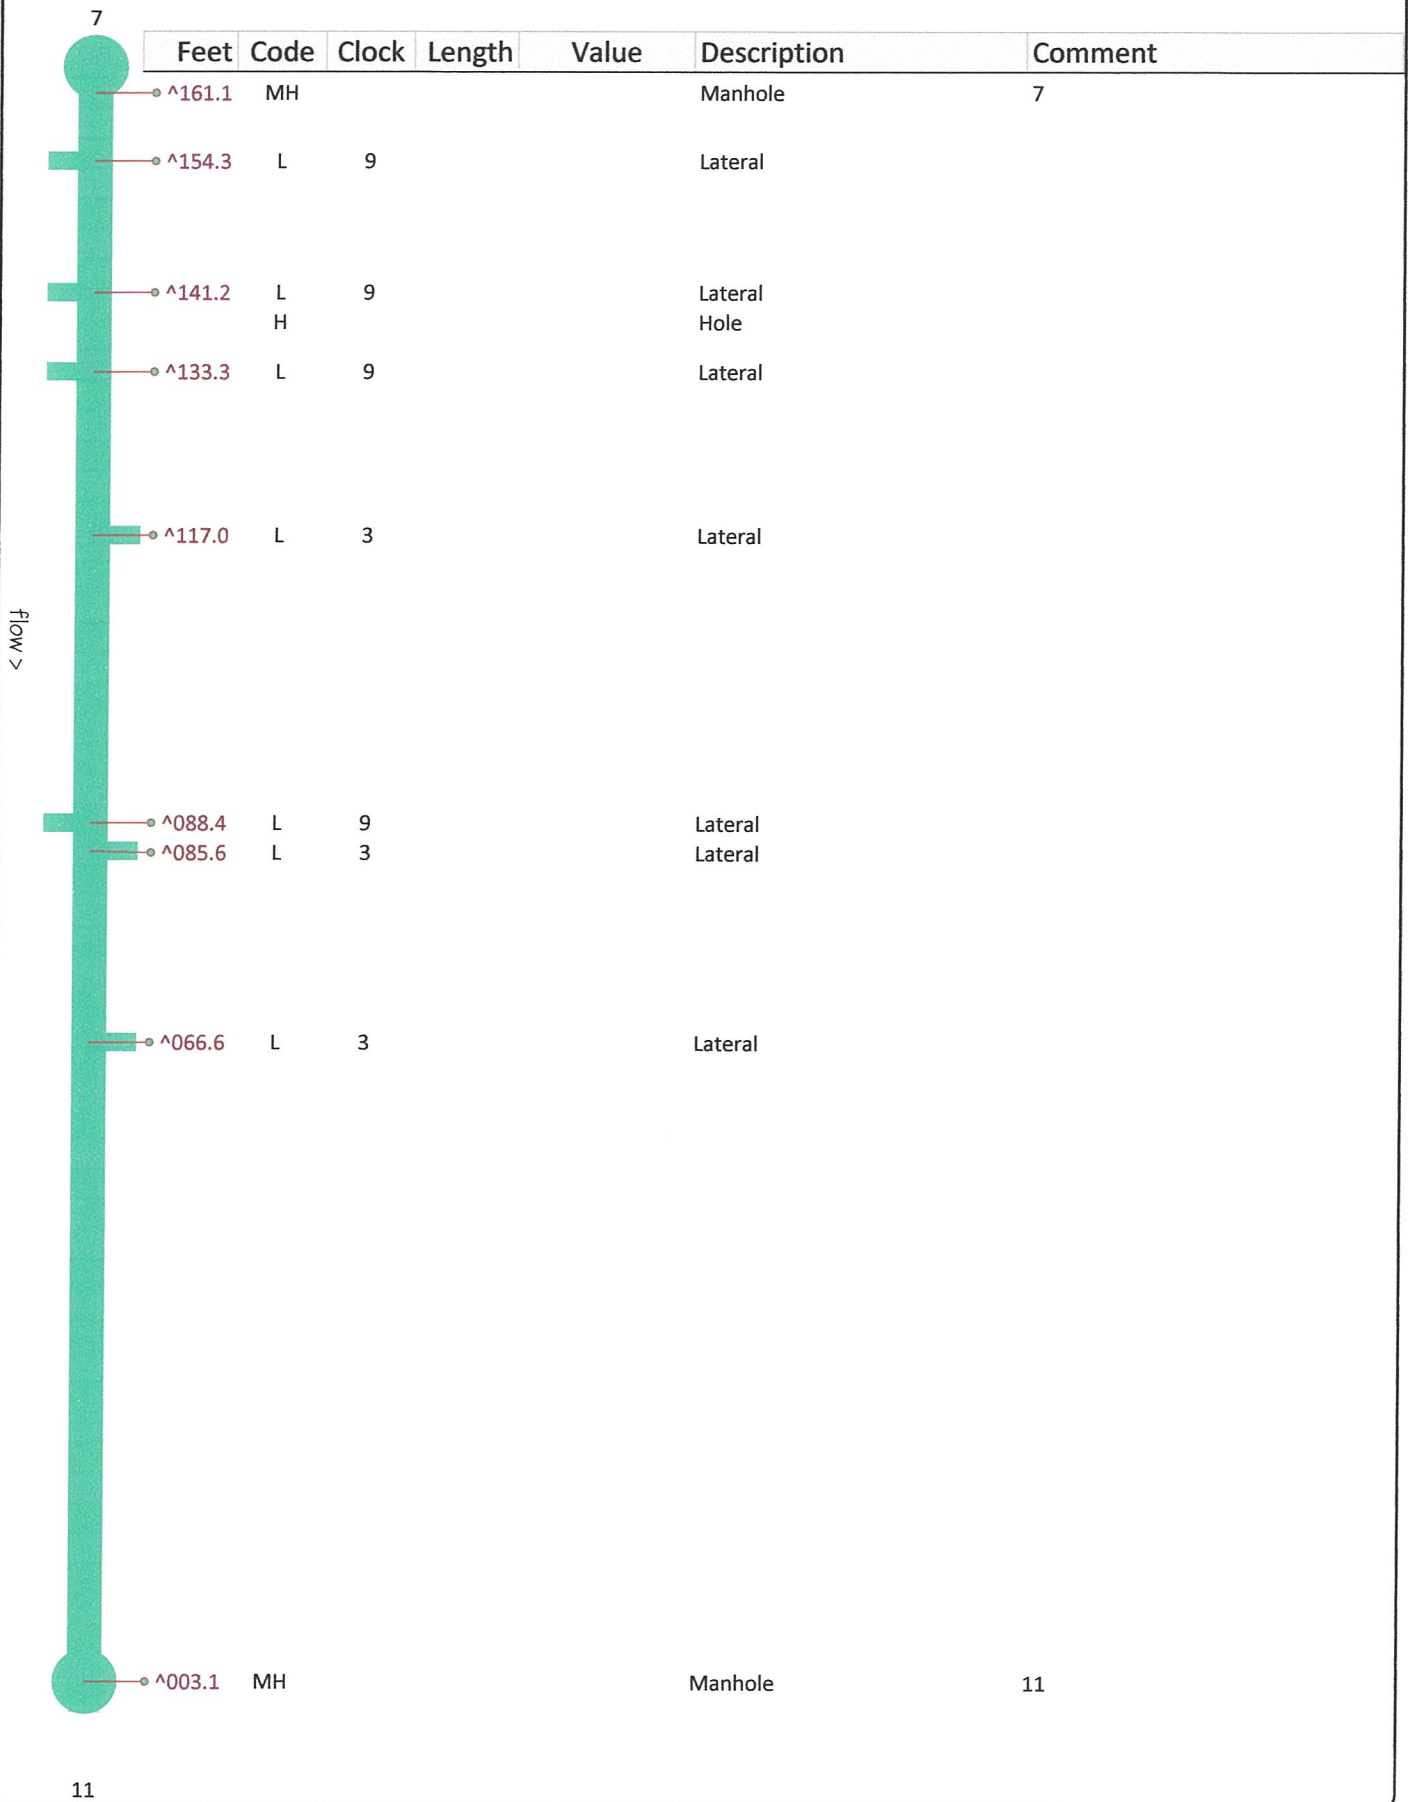 7
Feet Code Clock Length Value Description Comment
^161.1 MH Manhole 7
^154.3 L 9 Lateral
^141.2 L 9 Lateral
H Hole
^133.3 L 9 Lateral
^117.0 L 3 Lateral
flow >
^088.4 L 9 Lateral
^085.6 L 3 Lateral
^066.6 L 3 Lateral
^003.1 MH Manhole 11
11